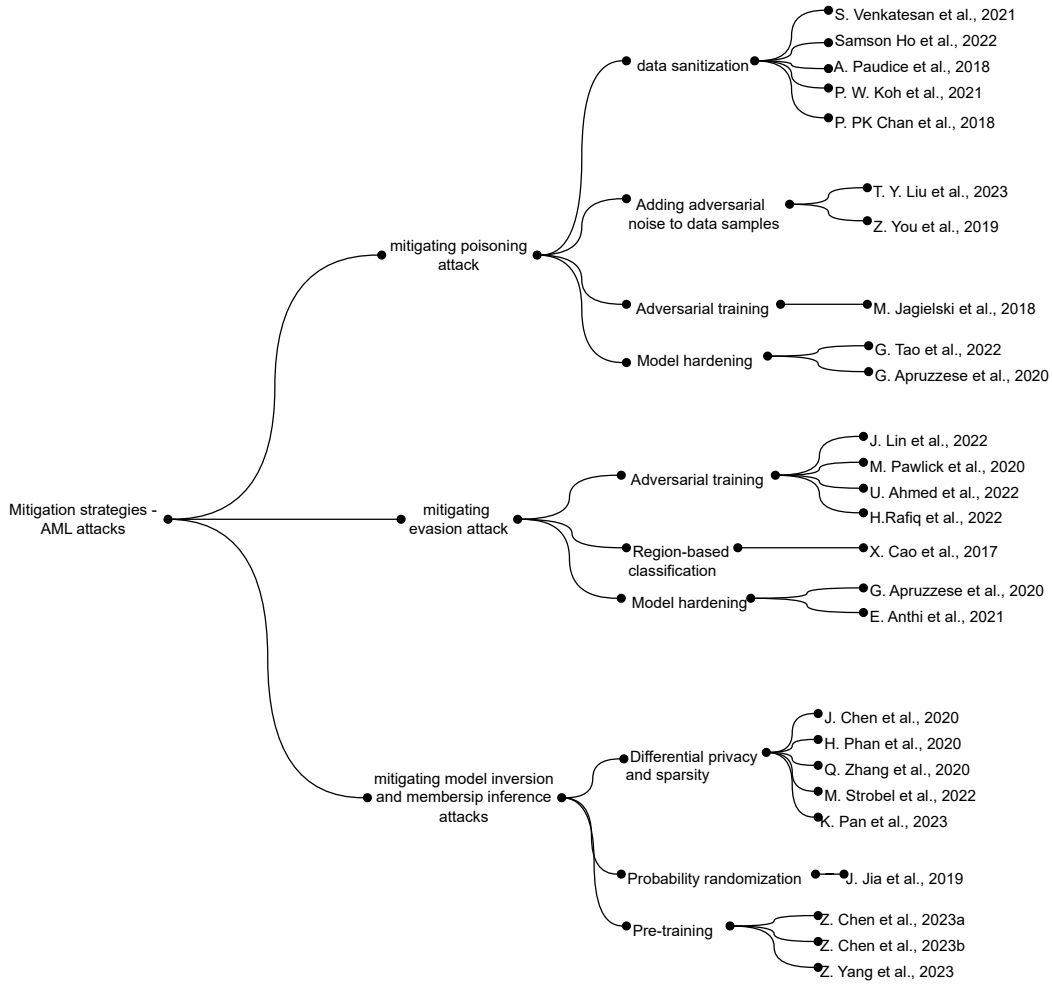 Mitigation strategies -
AML attacks
mitigating poisoning
attack
data sanitization
S. Venkatesan et al., 2021
Samson Ho et al., 2022
A. Paudice et al., 2018
P. W. Koh et al., 2021
P. PK Chan et al., 2018
Adding adversarial
noise to data samples
T. Y. Liu et al., 2023
Z. You et al., 2019
Adversarial training
M. Jagielski et al., 2018
Model hardening
G. Tao et al., 2022
G. Apruzzese et al., 2020
mitigating
evasion attack
Adversarial training
J. Lin et al., 2022
M. Pawlick et al., 2020
U. Ahmed et al., 2022
H.Rafiq et al., 2022
Region-based
classification
X. Cao et al., 2017
Model hardening
G. Apruzzese et al., 2020
E. Anthi et al., 2021
mitigating model inversion
and membersip inference
attacks
Differential privacy
and sparsity
J. Chen et al., 2020
H. Phan et al., 2020
Q. Zhang et al., 2020
M. Strobel et al., 2022
K. Pan et al., 2023
Probability randomization
J. Jia et al., 2019
Pre-training
Z. Chen et al., 2023a
Z. Chen et al., 2023b
Z. Yang et al., 2023